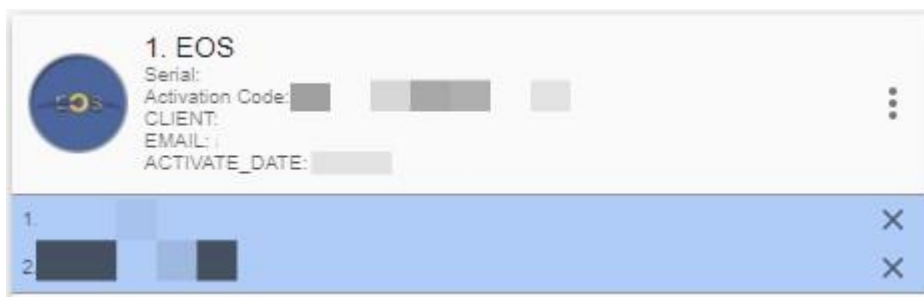 1. EOS
EOS
Serial:
Activation Code:
CLIENT:
EMAIL:
ACTIVATE_DATE:
1.
2.